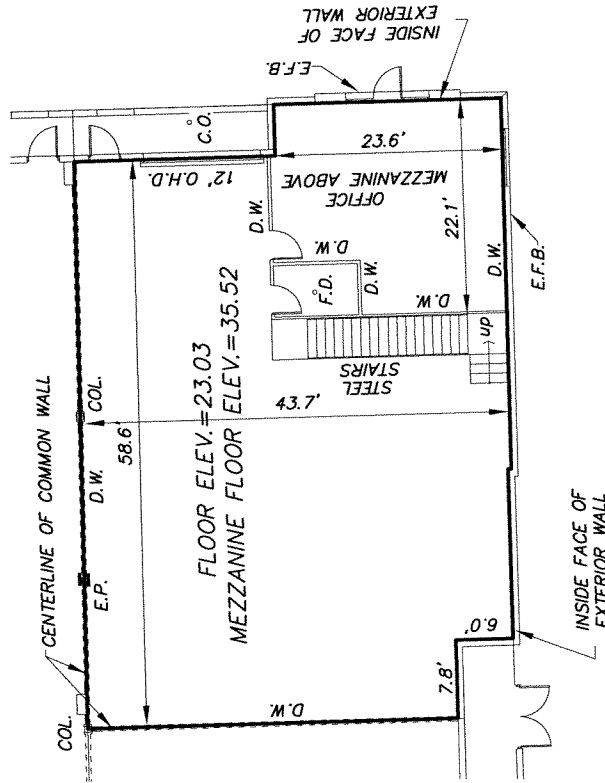 INSIDE FACE OF
EXTERIOR WALL
E.F.B.
C.O.
12' O.H.D.
23.6'
OFFICE
MEZZANINE ABOVE
22.1'
D.W.
D.W.
F.D.
D.W.
D.W.
D.W.
E.F.B.
UP
STEEL
STAIRS
CENTERLINE OF COMMON WALL
COL.
D.W.
E.P.
COL.
58.6'
43.7'
FLOOR ELEV.=23.03
MEZZANINE FLOOR ELEV.=35.52
D.W.
7.8'
6.0'
INSIDE FACE OF
EXTERIOR WALL